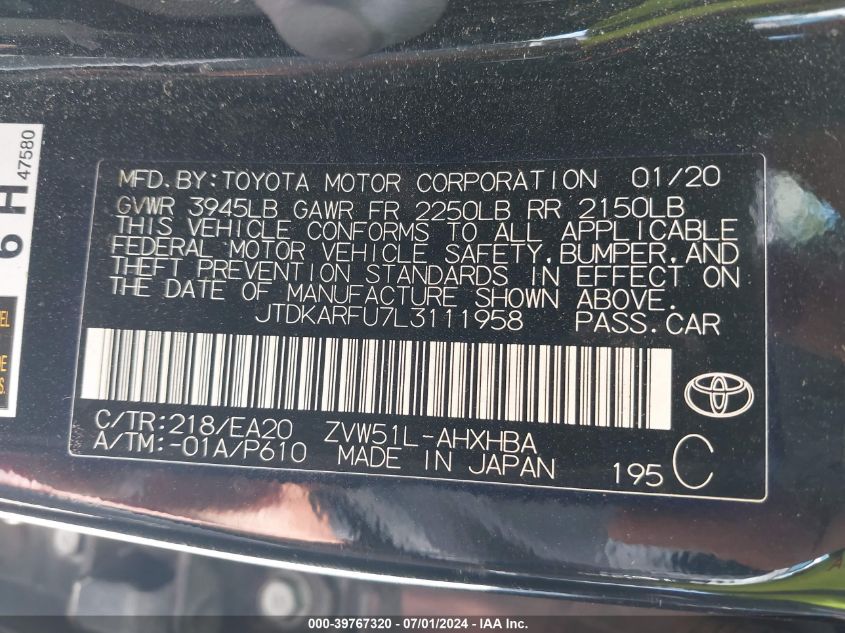 47580
6 H
MFD.BY:TOYOTA MOTOR CORPORATION 01/20
GVWR 3945LB GAWR FR 2250LB RR 2150LB
THIS VEHICLE CONFORMS TO ALL APPLICABLE
FEDERAL MOTOR VEHICLE SAFETY,BUMPER,AND
THEFT PREVENTION STANDARDS IN EFFECT ON
THE DATE OF MANUFACTURE SHOWN ABOVE.
JTDKARFU7L3111958 PASS.CAR
C/TR:218/EA20 ZVW51L-AHXHBA
A/TM:-01A/P610 MADE IN JAPAN
195 C
000-39767320 / 07/01/2024 - © IAA, Inc.